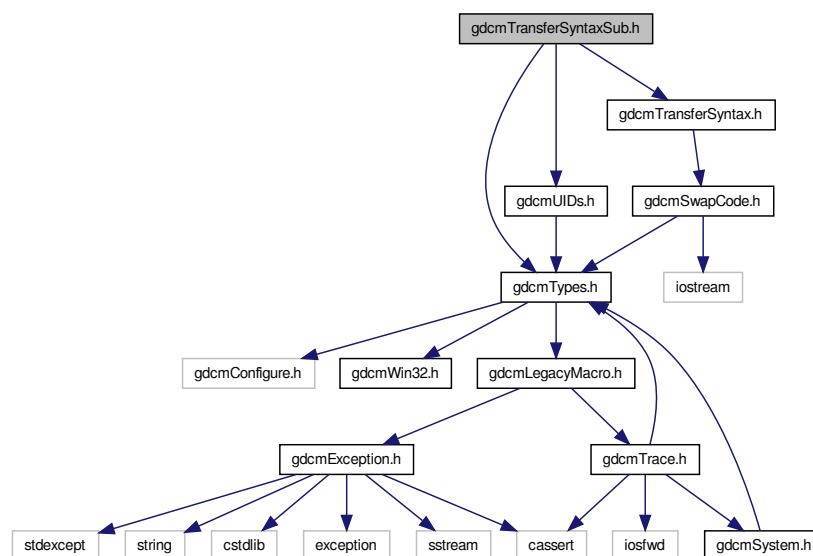 gdcmTransferSyntaxSub.h
gdcmTransferSyntax.h
gdcmUIDs.h
gdcmSwapCode.h
gdcmTypes.h
iostream
gdcmConfigure.h
gdcmWin32.h
gdcmLegacyMacro.h
gdcmException.h
gdcmTrace.h
stdexcept
string
cstdlib
exception
sstream
cassert
iosfwd
gdcmSystem.h